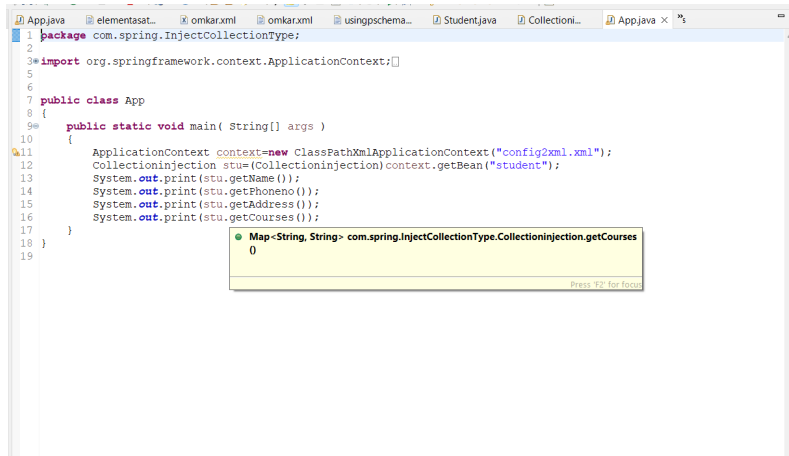 App.java elementasat... omkar.xml omkar.xml usingpschema... Student.java Collectioni... App.java × »5
1 package com.spring.InjectCollectionType;
2
3 import org.springframework.context.ApplicationContext;
5
6
7 public class App
8 {
9 public static void main( String[] args )
10 {
11 ApplicationContext context=new ClassPathXmlApplicationContext("config2xml.xml");
12 Collectioninjection stu=(Collectioninjection)context.getBean("student");
13 System.out.print(stu.getName());
14 System.out.print(stu.getPhoneno());
15 System.out.print(stu.getAddress());
16 System.out.print(stu.getCourses());
17 }
18 }
19
Map<String, String> com.spring.InjectCollectionType.Collectioninjection.getCourses
()
Press 'F2' for focus